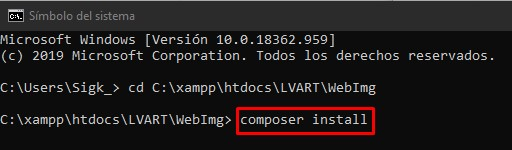 Símbolo del sistema
Microsoft Windows [Versión 10.0.18362.959]
(c) 2019 Microsoft Corporation. Todos los derechos reservados.
C:\Users\Sigk_> cd C:\xampp\htdocs\LVART\WebImg
C:\xampp\htdocs\LVART\WebImg> composer install